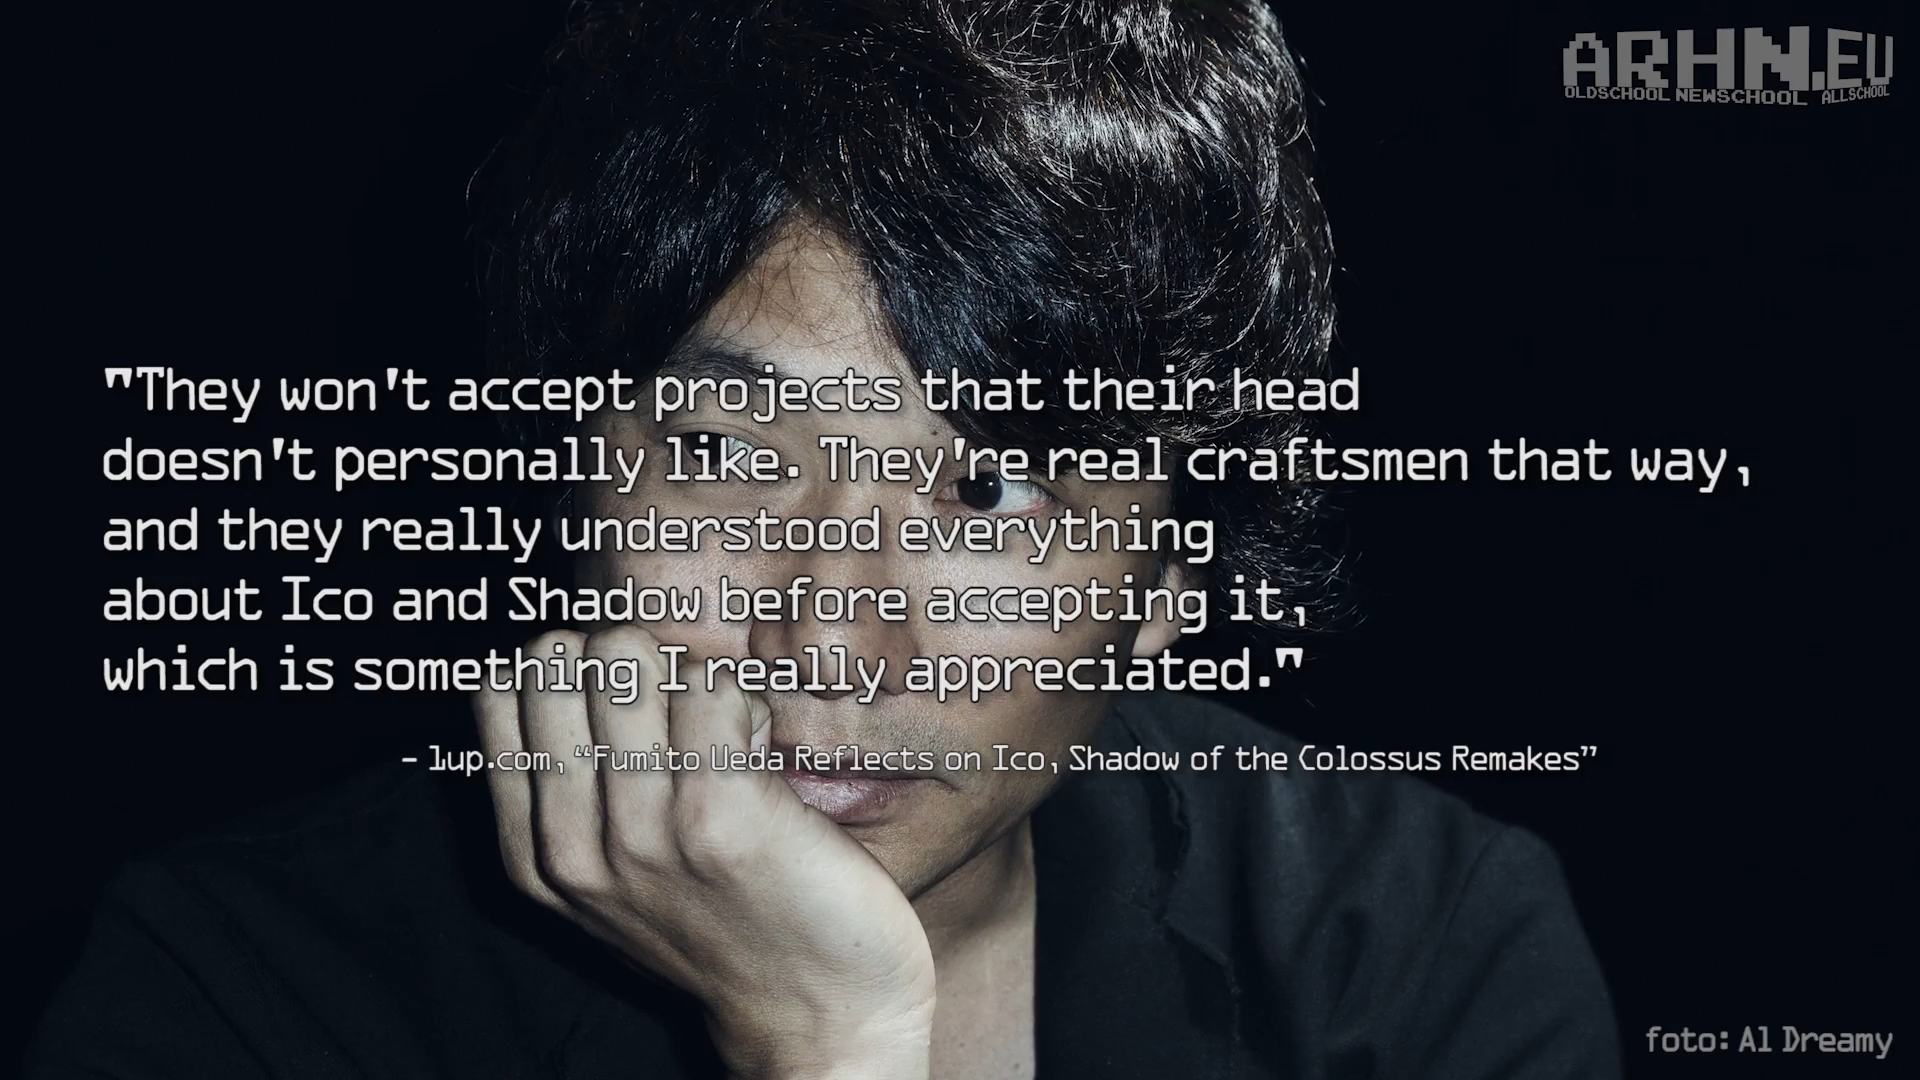 ARHN.EU
OLDSCHOOL NEWSCHOOL ALLSCHOOL
"They won't accept projects that their head
doesn't personally like. They're real craftsmen that way,
and they really understood everything
about Ico and Shadow before accepting it,
which is something I really appreciated."
- 1up.com, “Fumito Ueda Reflects on Ico, Shadow of the Colossus Remakes”
foto: Al Dreamy